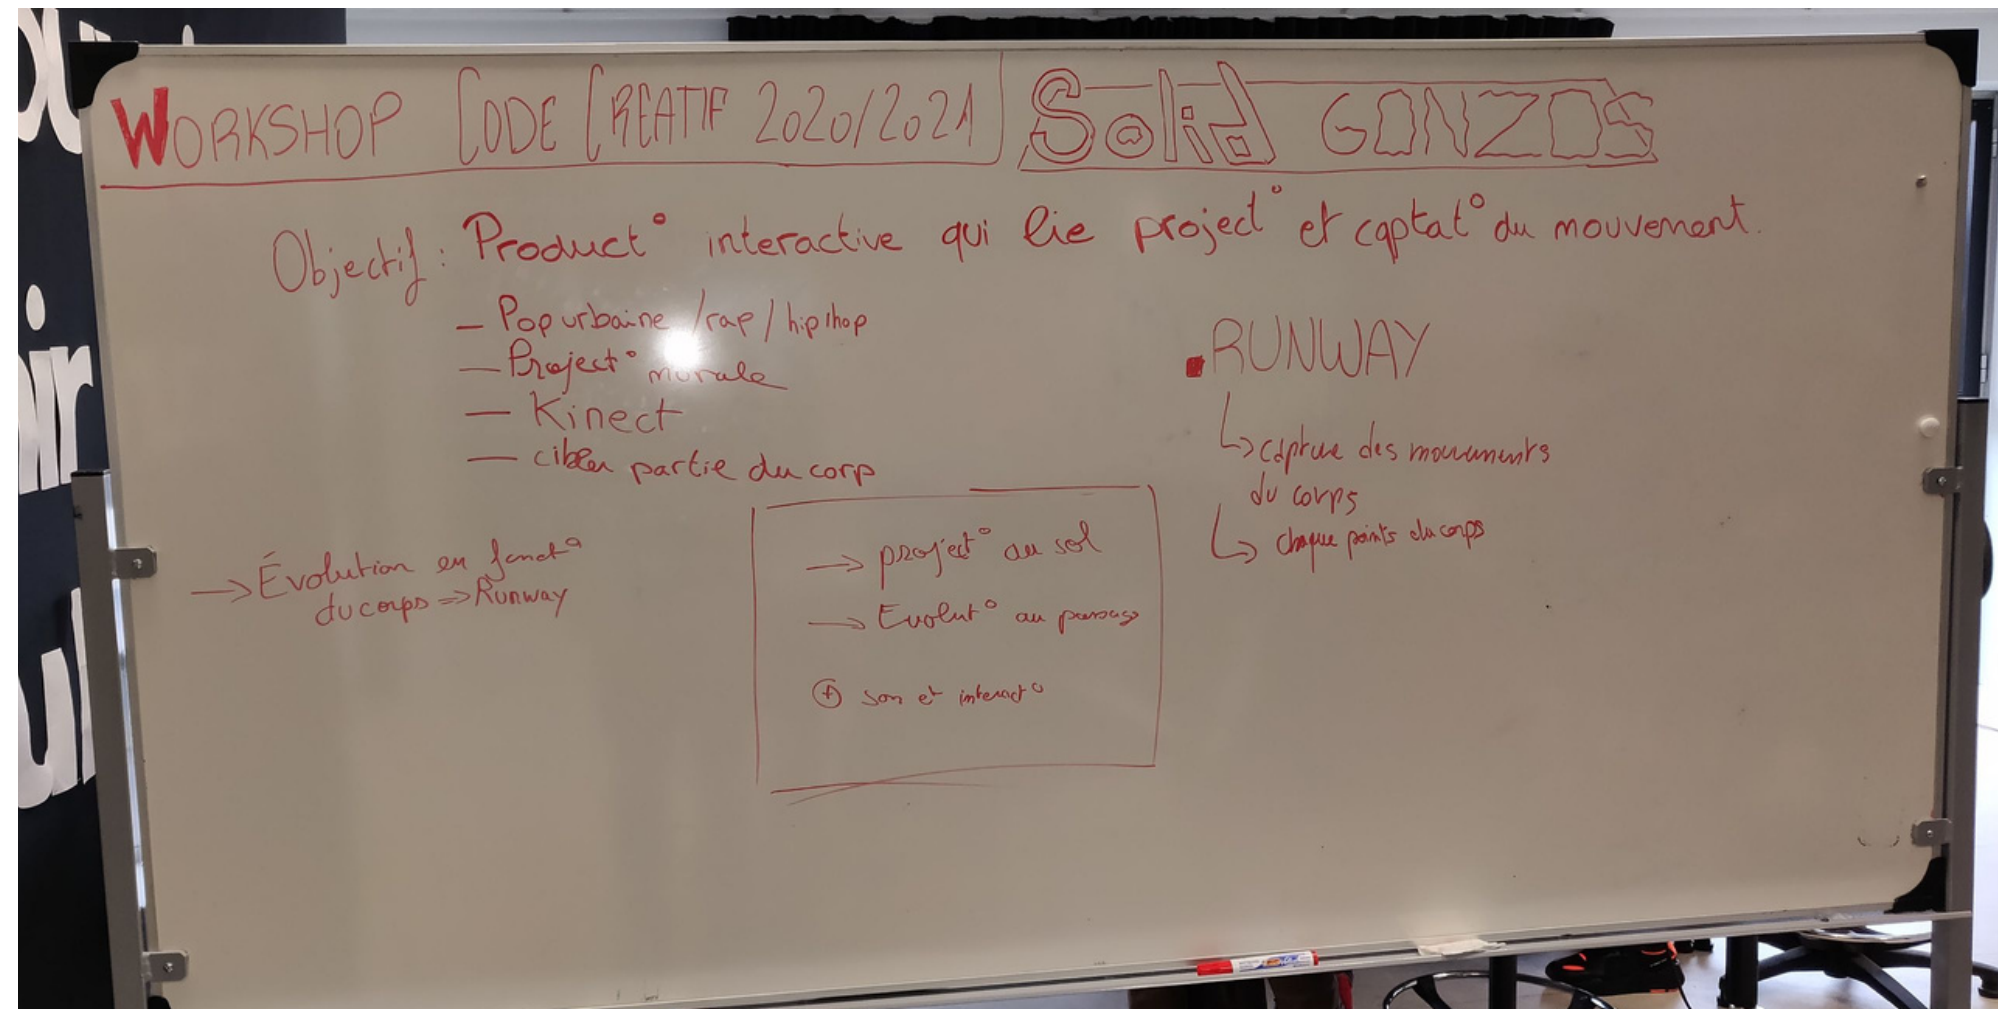 WORKSHOP CODE CREATIF 2020/2021 Solid GONZOS
Objectif : Product° interactive qui lie project° et captat° du mouvement.
- Pop urbaine /rap / hip hop
- Project° murale
- Kinect
- cibler partie du corp
→ Évolution en fonct°
du corps => Runway
→ project° au sol
→ Evolut° au passage
+ son et interact°
RUNWAY
↳ capture des mouvements
du corps
↳ chaque points du corps